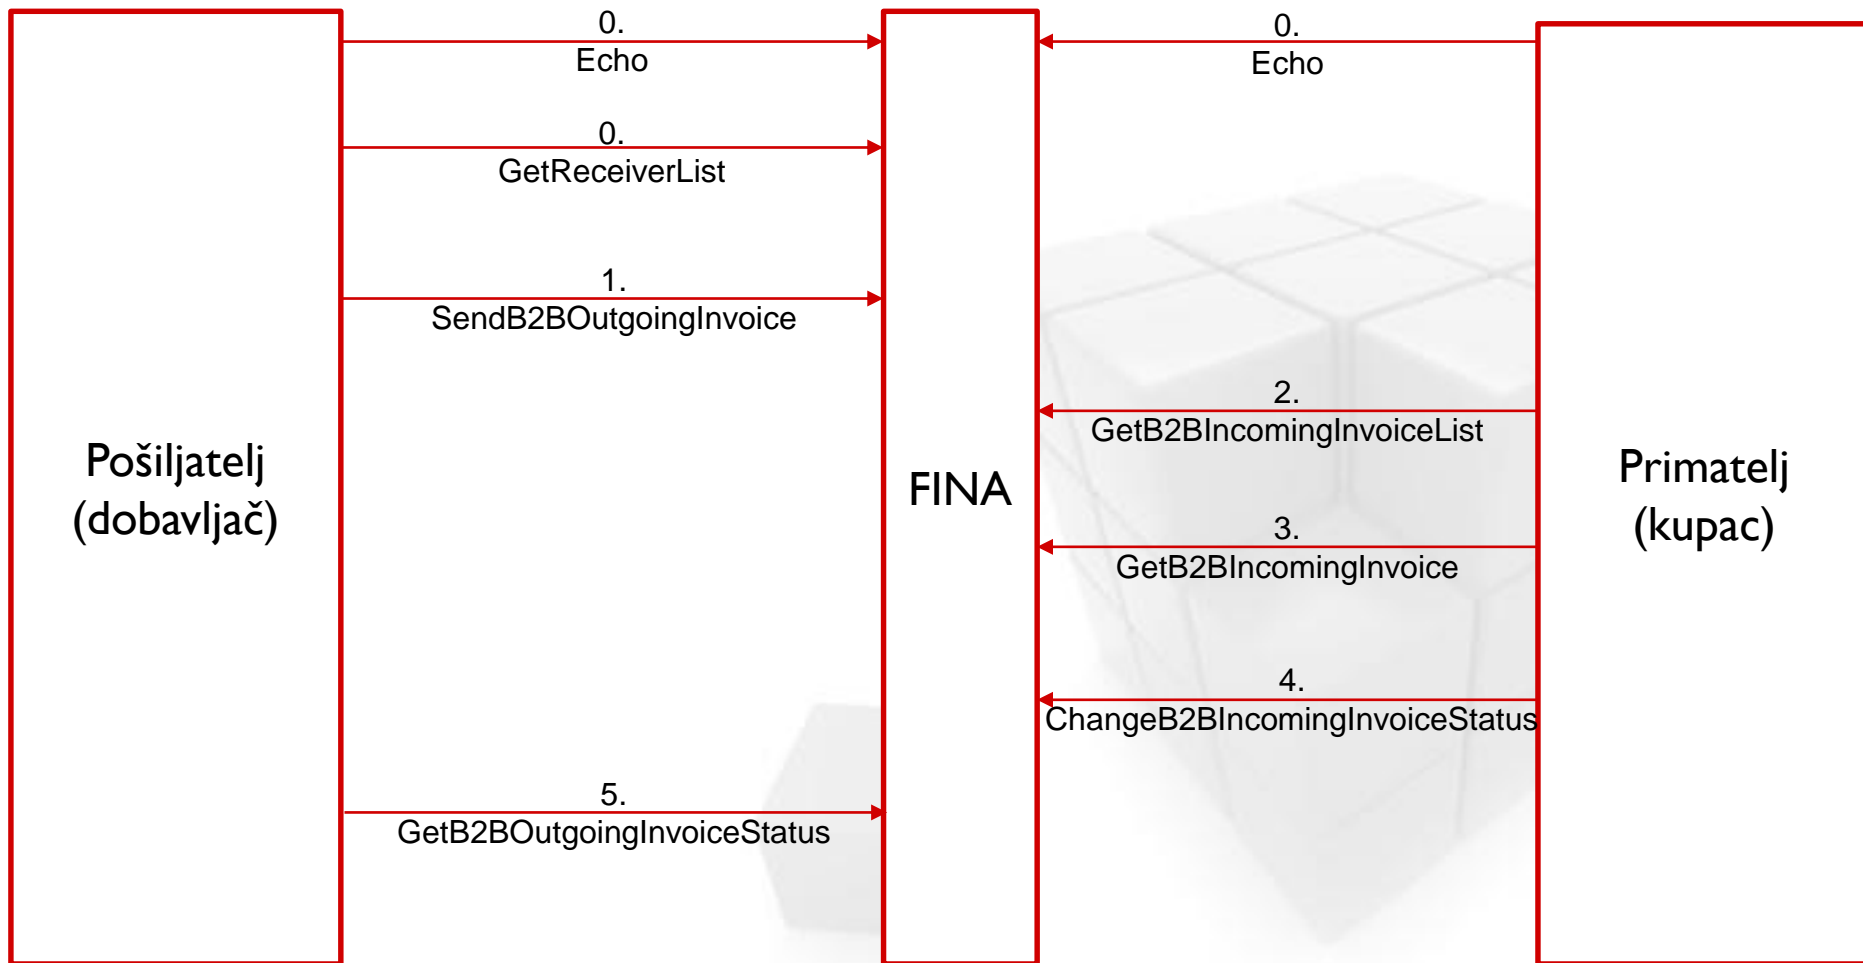 0.
Echo
0.
Echo
0.
GetReceiverList
1.
SendB2BOutgoingInvoice
2.
GetB2BIncomingInvoiceList
Pošiljatelj
(dobavljač)
FINA
Primatelj
(kupac)
3.
GetB2BIncomingInvoice
4.
ChangeB2BIncomingInvoiceStatus
5.
GetB2BOutgoingInvoiceStatus